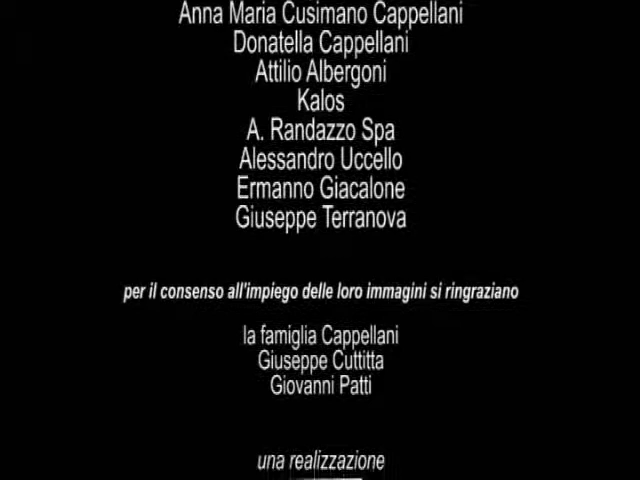 Anna Maria Cusimano Cappellani
Donatella Cappellani
Attilio Albergoni
Kalos
A. Randazzo Spa
Alessandro Uccello
Ermanno Giacalone
Giuseppe Terranova
per il consenso all'impiego delle loro immagini si ringraziano
la famiglia Cappellani
Giuseppe Cuttitta
Giovanni Patti
una realizzazione